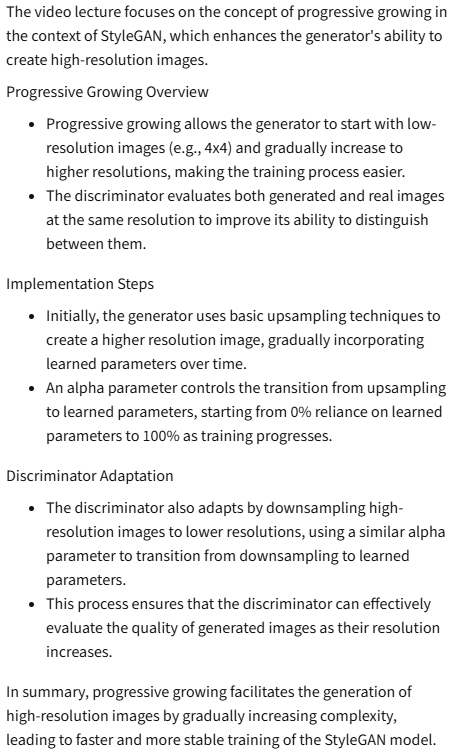 The video lecture focuses on the concept of progressive growing in
the context of StyleGAN, which enhances the generator's ability to
create high-resolution images.
Progressive Growing Overview
• Progressive growing allows the generator to start with low-
resolution images (e.g., 4x4) and gradually increase to
higher resolutions, making the training process easier.
• The discriminator evaluates both generated and real images
at the same resolution to improve its ability to distinguish
between them.
Implementation Steps
• Initially, the generator uses basic upsampling techniques to
create a higher resolution image, gradually incorporating
learned parameters over time.
• An alpha parameter controls the transition from upsampling
to learned parameters, starting from 0% reliance on learned
parameters to 100% as training progresses.
Discriminator Adaptation
• The discriminator also adapts by downsampling high-
resolution images to lower resolutions, using a similar alpha
parameter to transition from downsampling to learned
parameters.
• This process ensures that the discriminator can effectively
evaluate the quality of generated images as their resolution
increases.
In summary, progressive growing facilitates the generation of
high-resolution images by gradually increasing complexity,
leading to faster and more stable training of the StyleGAN model.